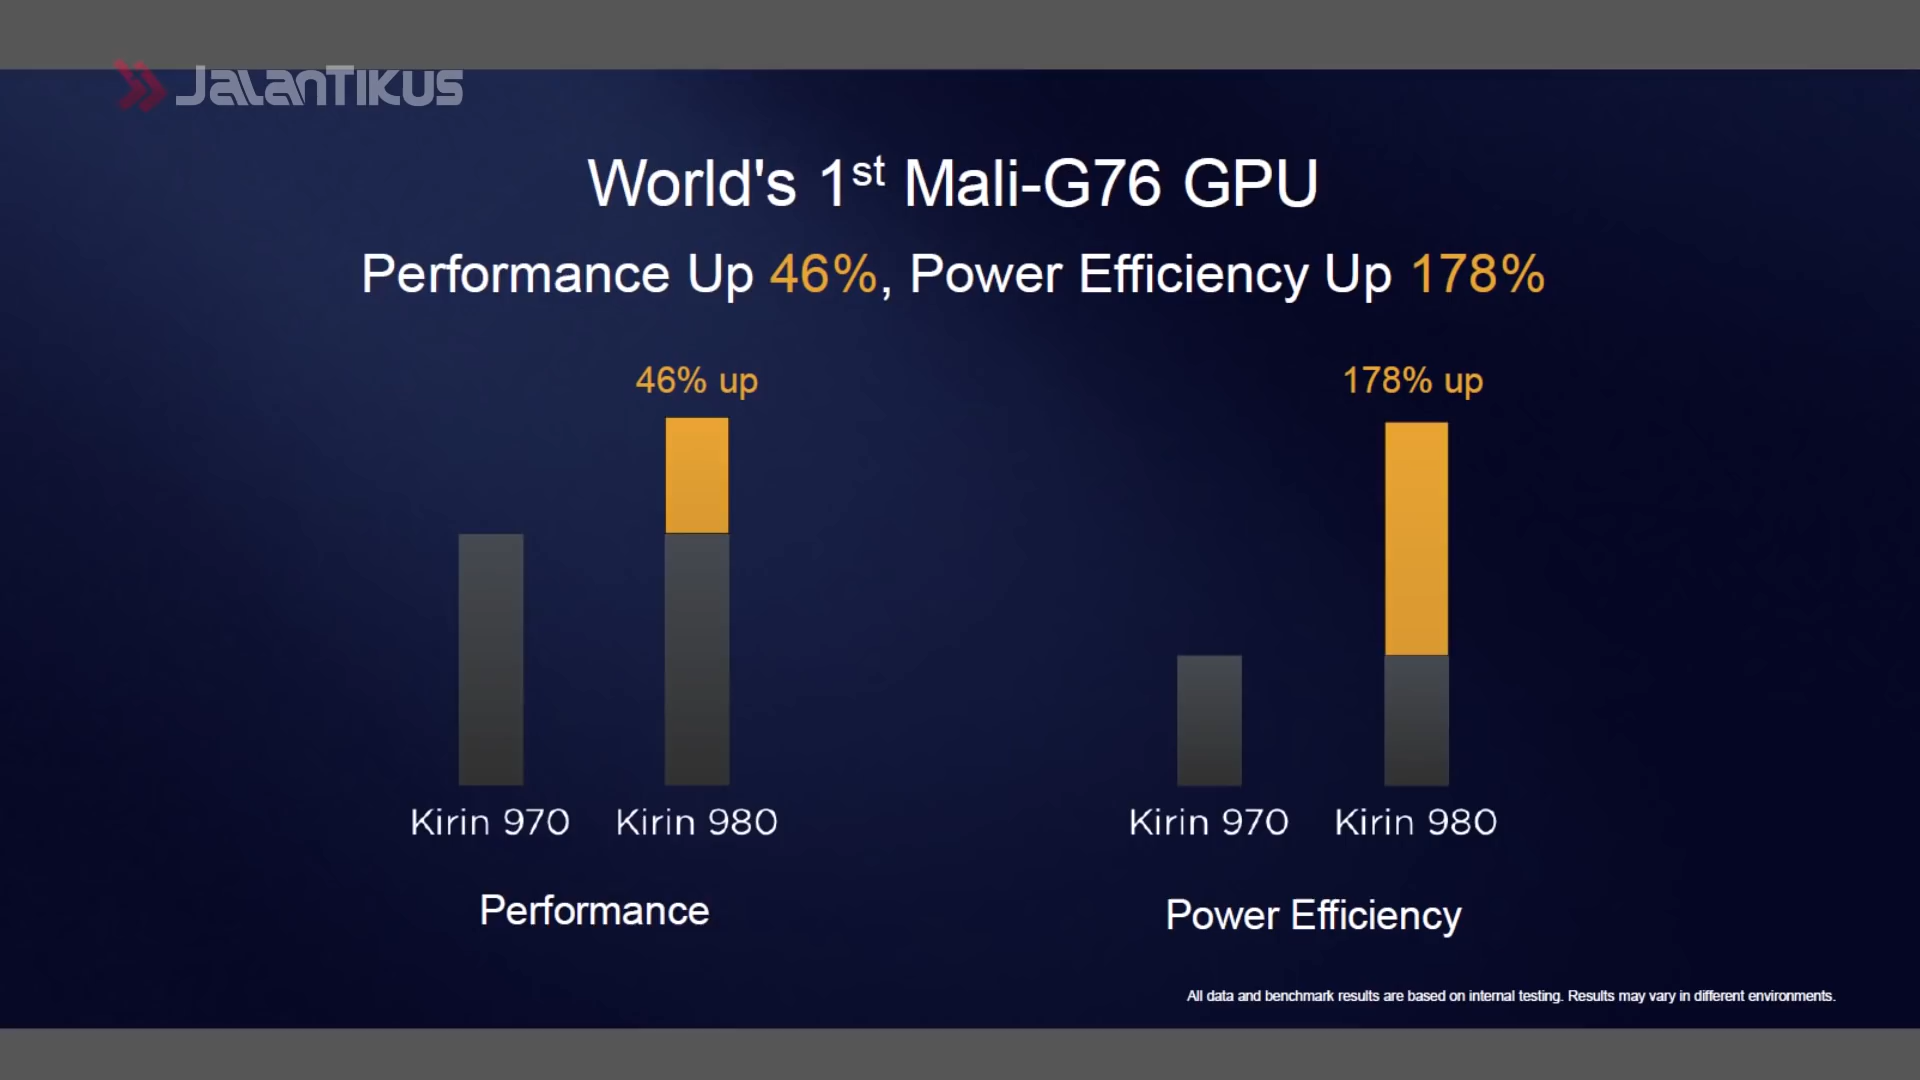 JALANTIKUS
World's 1st Mali-G76 GPU
Performance Up 46%, Power Efficiency Up 178%
46% up
178% up
Kirin 970
Kirin 980
Kirin 970
Kirin 980
Performance
Power Efficiency
All data and benchmark results are based on internal testing. Results may vary in different environments.